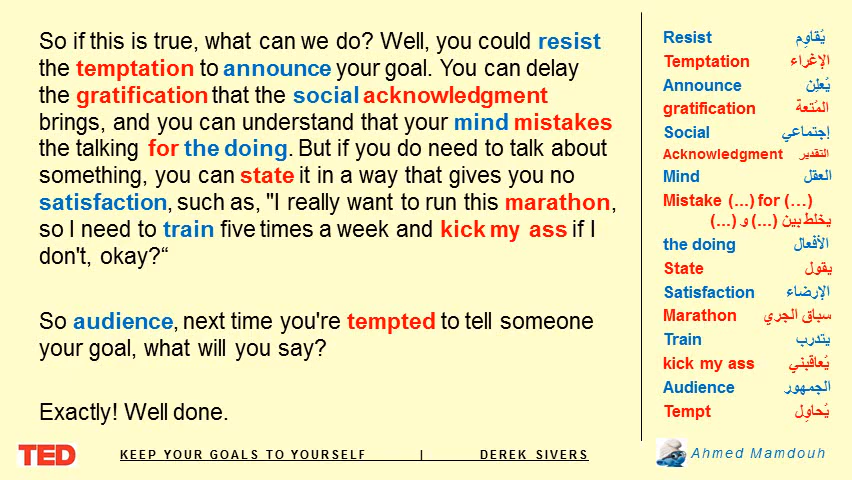 So if this is true, what can we do? Well, you could resist
the temptation to announce your goal. You can delay
the gratification that the social acknowledgment
brings, and you can understand that your mind mistakes
the talking for the doing. But if you do need to talk about
something, you can state it in a way that gives you no
satisfaction, such as, "I really want to run this marathon,
so I need to train five times a week and kick my ass if I
don't, okay?“
So audience, next time you're tempted to tell someone
your goal, what will you say?
Exactly! Well done.
Resist يُقاوِم
Temptation الإغْراء
Announce يُعلِن
gratification المُتعة
Social إجتماعي
Acknowledgment التقدير
Mind العقل
Mistake (...) for (…)
يخلط بين (...) و (...)
the doing الأفْعال
State يقول
Satisfaction الإرضاء
Marathon سباق الجري
Train يتدرب
kick my ass يُعاقبني
Audience الجمهور
Tempt يُحاوِل
TED KEEP YOUR GOALS TO YOURSELF | DEREK SIVERS Ahmed Mamdouh